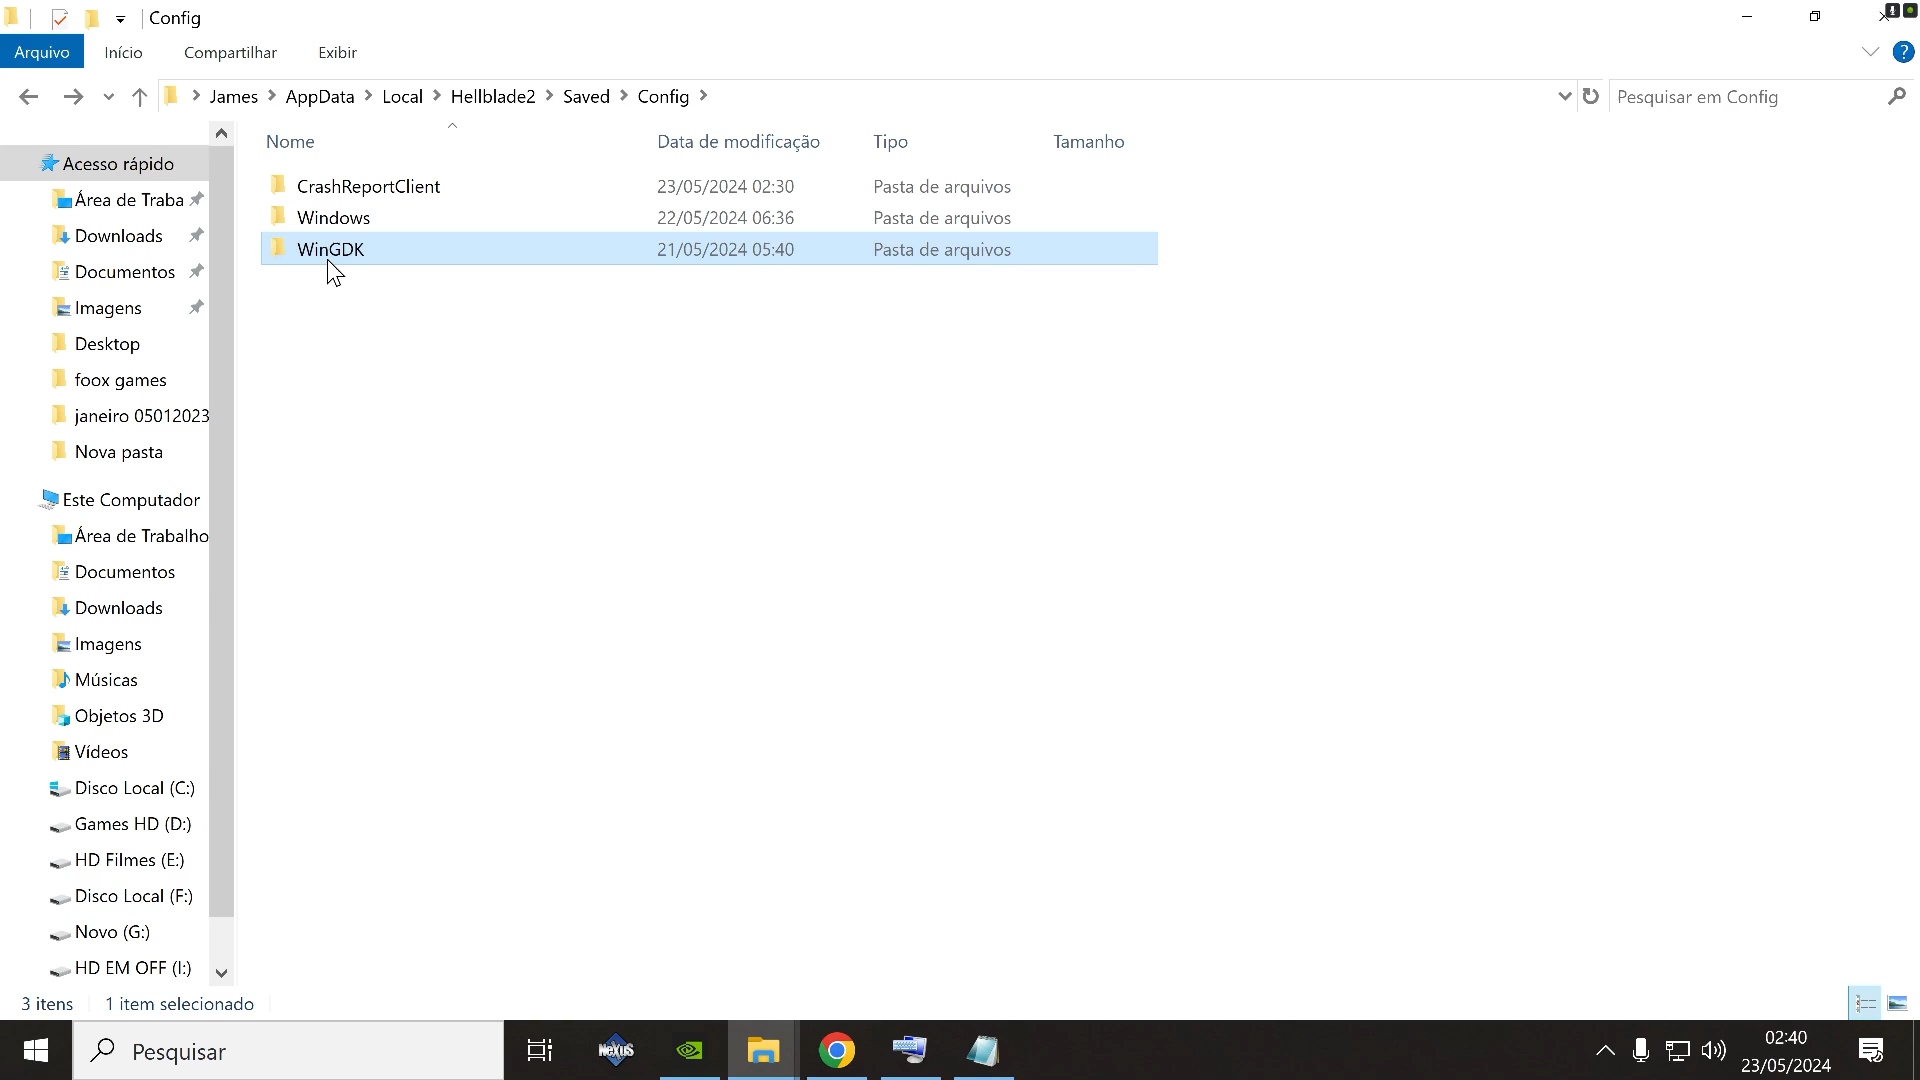 Config
Arquivo Início Compartilhar Exibir
James AppData Local Hellblade2 Saved Config
Pesquisar em Config
Nome Data de modificação Tipo Tamanho
CrashReportClient 23/05/2024 02:30 Pasta de arquivos
Windows 22/05/2024 06:36 Pasta de arquivos
WinGDK 21/05/2024 05:40 Pasta de arquivos
Acesso rápido
Área de Traba
Downloads
Documentos
Imagens
Desktop
foox games
janeiro 05012023
Nova pasta
Este Computador
Área de Trabalho
Documentos
Downloads
Imagens
Músicas
Objetos 3D
Vídeos
Disco Local (C:)
Games HD (D:)
HD Filmes (E:)
Disco Local (F:)
Novo (G:)
HD EM OFF (I:)
3 itens 1 item selecionado
Pesquisar
NeXuS
02:40
23/05/2024